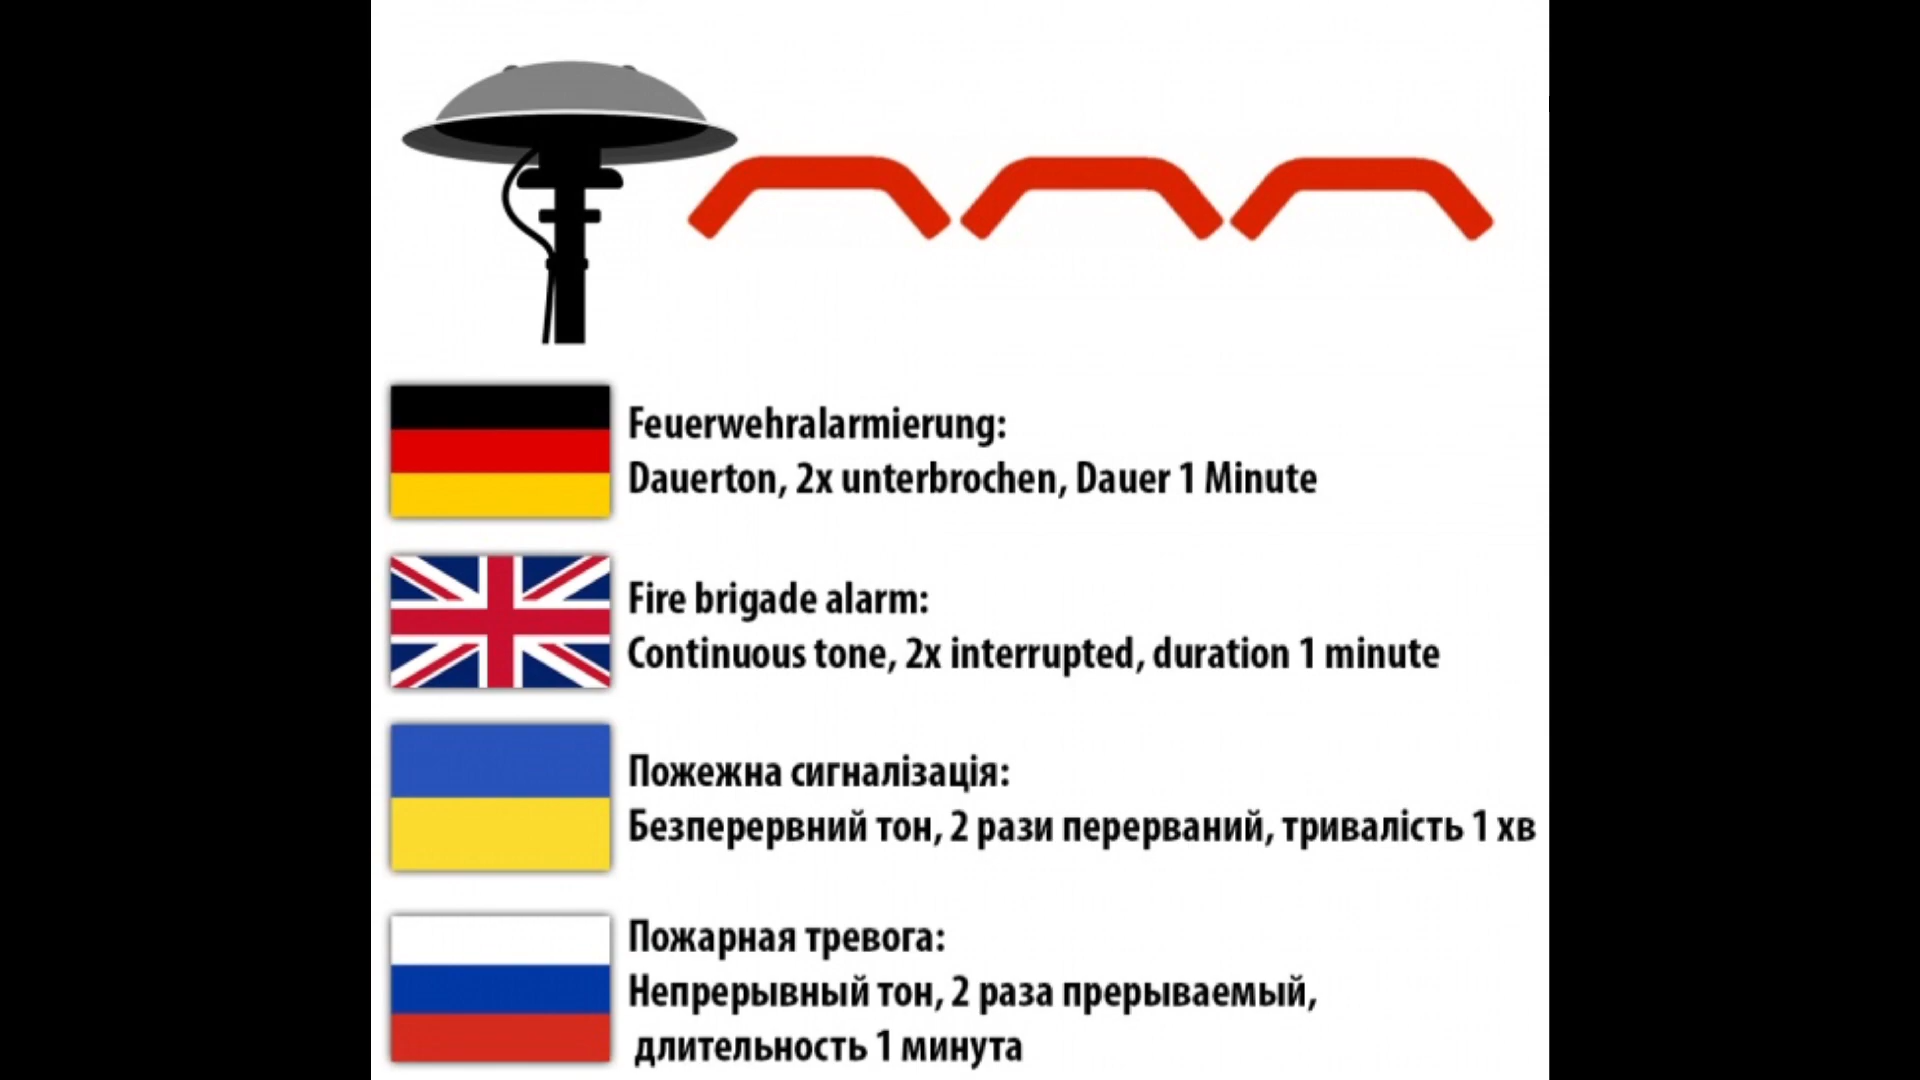 Feuerwehralarmierung:
Dauerton, 2x unterbrochen, Dauer 1 Minute
Fire brigade alarm:
Continuous tone, 2x interrupted, duration 1 minute
Пожежна сигналізація:
Безперервний тон, 2 рази перерваний, тривалість 1 хв
Пожарная тревога:
Непрерывный тон, 2 раза прерываемый,
длительность 1 минута